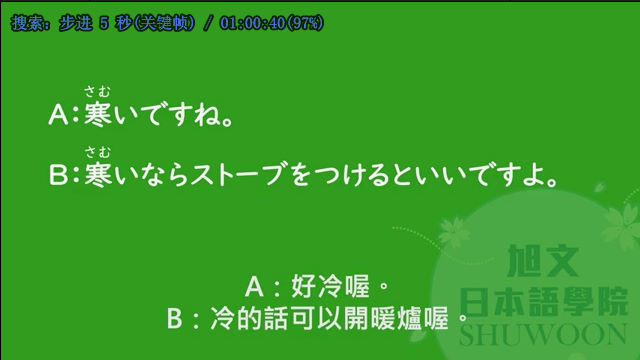 搜索: 步进 5 秒(关键帧) / 01:00:40(97%)
さむ
A:寒いですね。
さむ
B:寒いならストーブをつけるといいですよ。
旭文
日本語學院
SHUWOON
A：好冷喔。
B：冷的話可以開暖爐喔。